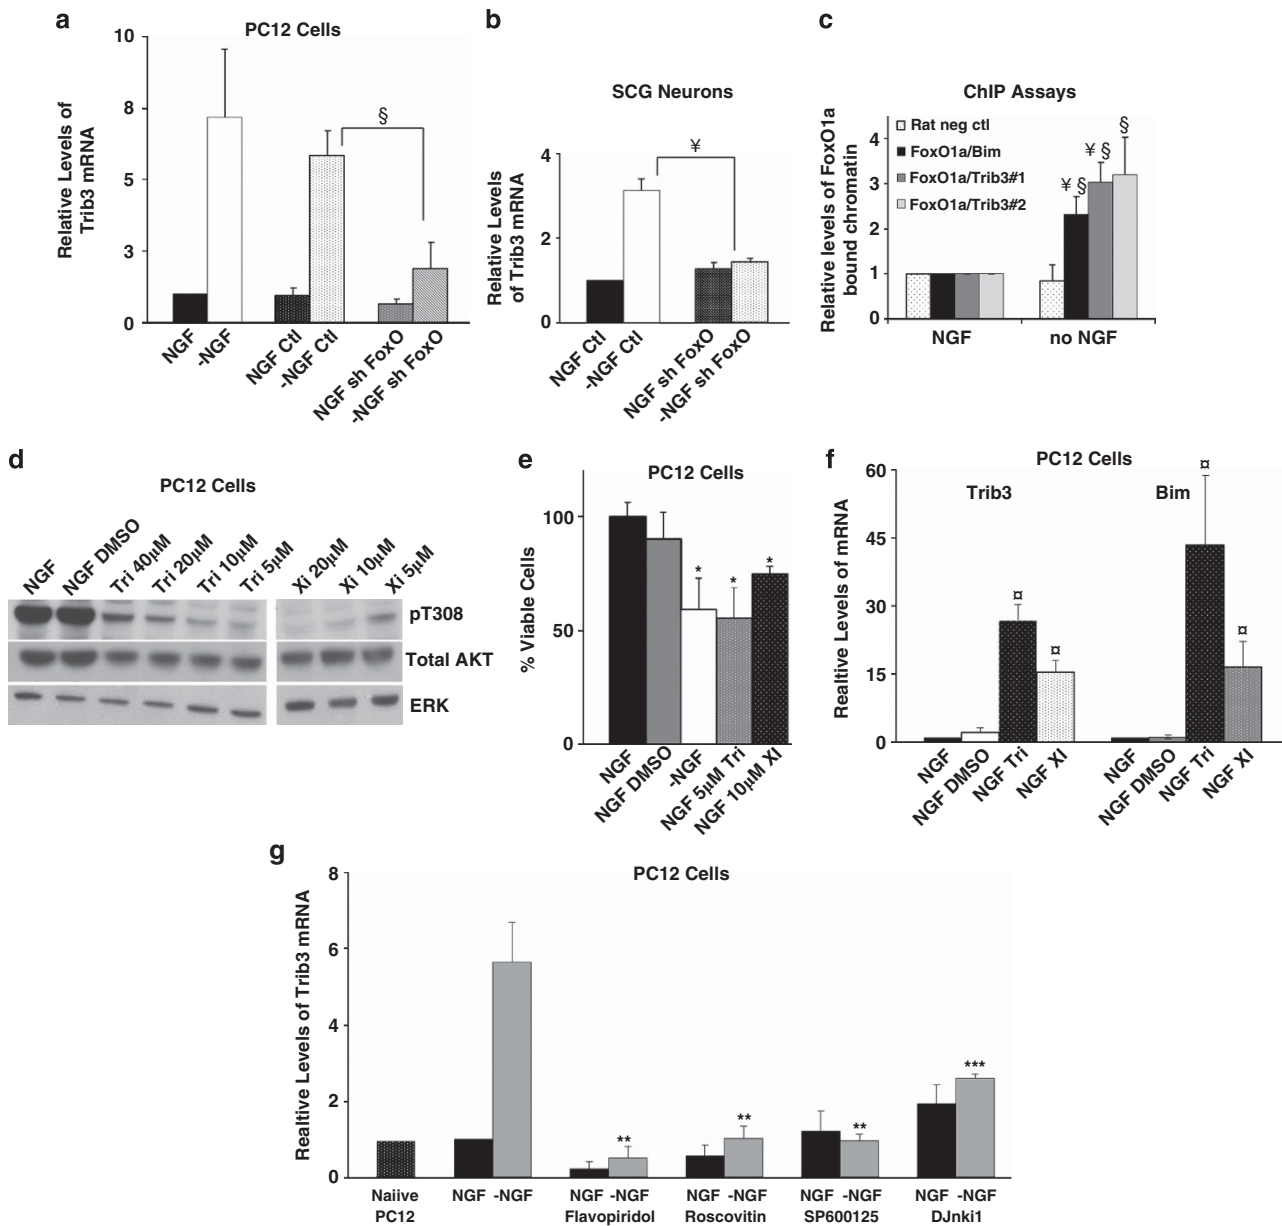 a
PC12 Cells
Relative Levels of
Trib3 mRNA
10
8
5
3
0
§
NGF
-NGF
NGF Ctl
-NGF Ctl
NGF sh FoxO
-NGF sh FoxO
b
SCG Neurons
Relative Levels
of Trib3 mRNA
4
2
0
¥
NGF Ctl
-NGF Ctl
NGF sh FoxO
-NGF sh FoxO
c
ChIP Assays
Relative levels of FoxO1a
bound chromatin
4
3
2
1
0
Rat neg ctl
FoxO1a/Bim
FoxO1a/Trib3#1
FoxO1a/Trib3#2
¥ §
¥ §
§
NGF
no NGF
d
PC12 Cells
NGF
NGF DMSO
Tri 40µM
Tri 20µM
Tri 10µM
Tri 5µM
Xi 20µM
Xi 10µM
Xi 5µM
pT308
Total AKT
ERK
e
PC12 Cells
% Viable Cells
100
50
0
*
*
*
NGF
NGF DMSO
-NGF
NGF 5µM Tri
NGF 10µM XI
f
PC12 Cells
Trib3
Bim
Realtive Levels of mRNA
60
45
30
15
0
¤
¤
¤
¤
NGF
NGF DMSO
NGF Tri
NGF XI
NGF
NGF DMSO
NGF Tri
NGF XI
g
PC12 Cells
Realtive Levels of Trib3 mRNA
8
6
4
2
0
**
**
**
***
Naiive
PC12
NGF -NGF
NGF -NGF
Flavopiridol
NGF -NGF
Roscovitin
NGF -NGF
SP600125
NGF -NGF
DJnki1